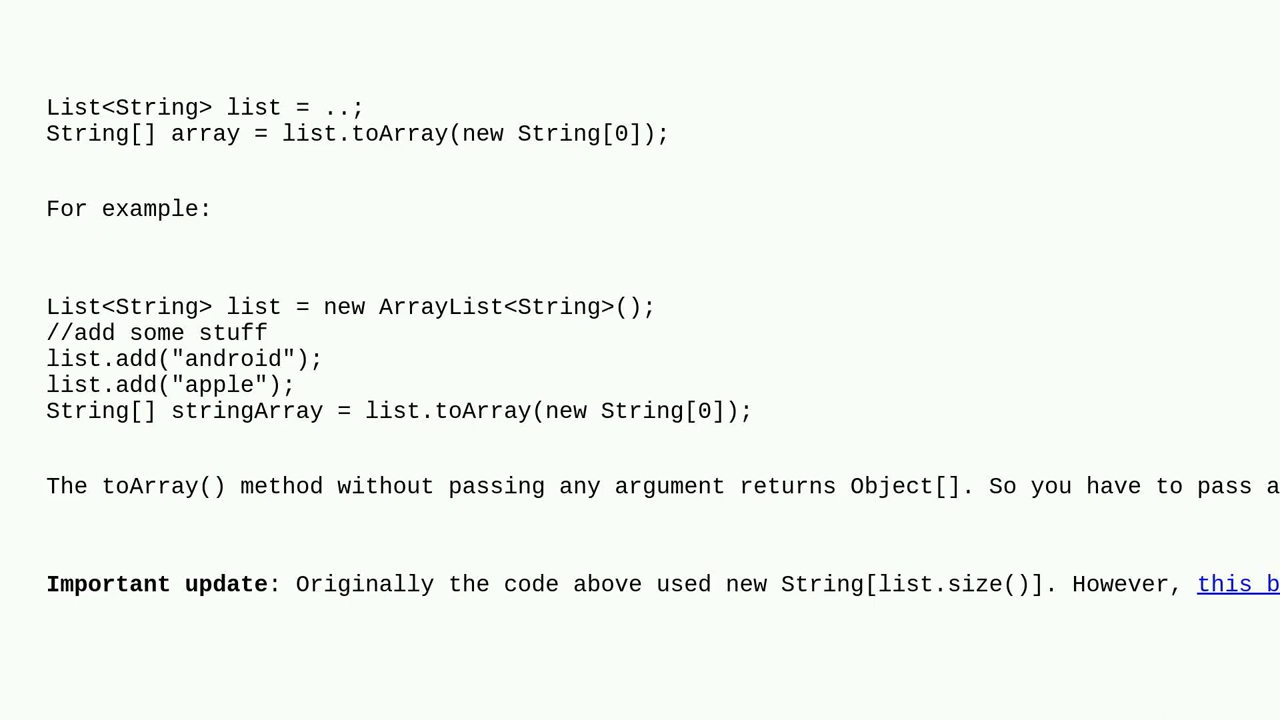 List<String> list = ..;
String[] array = list.toArray(new String[0]);
For example:
List<String> list = new ArrayList<String>();
//add some stuff
list.add("android");
list.add("apple");
String[] stringArray = list.toArray(new String[0]);
The toArray() method without passing any argument returns Object[]. So you have to pass a
Important update: Originally the code above used new String[list.size()]. However, this b